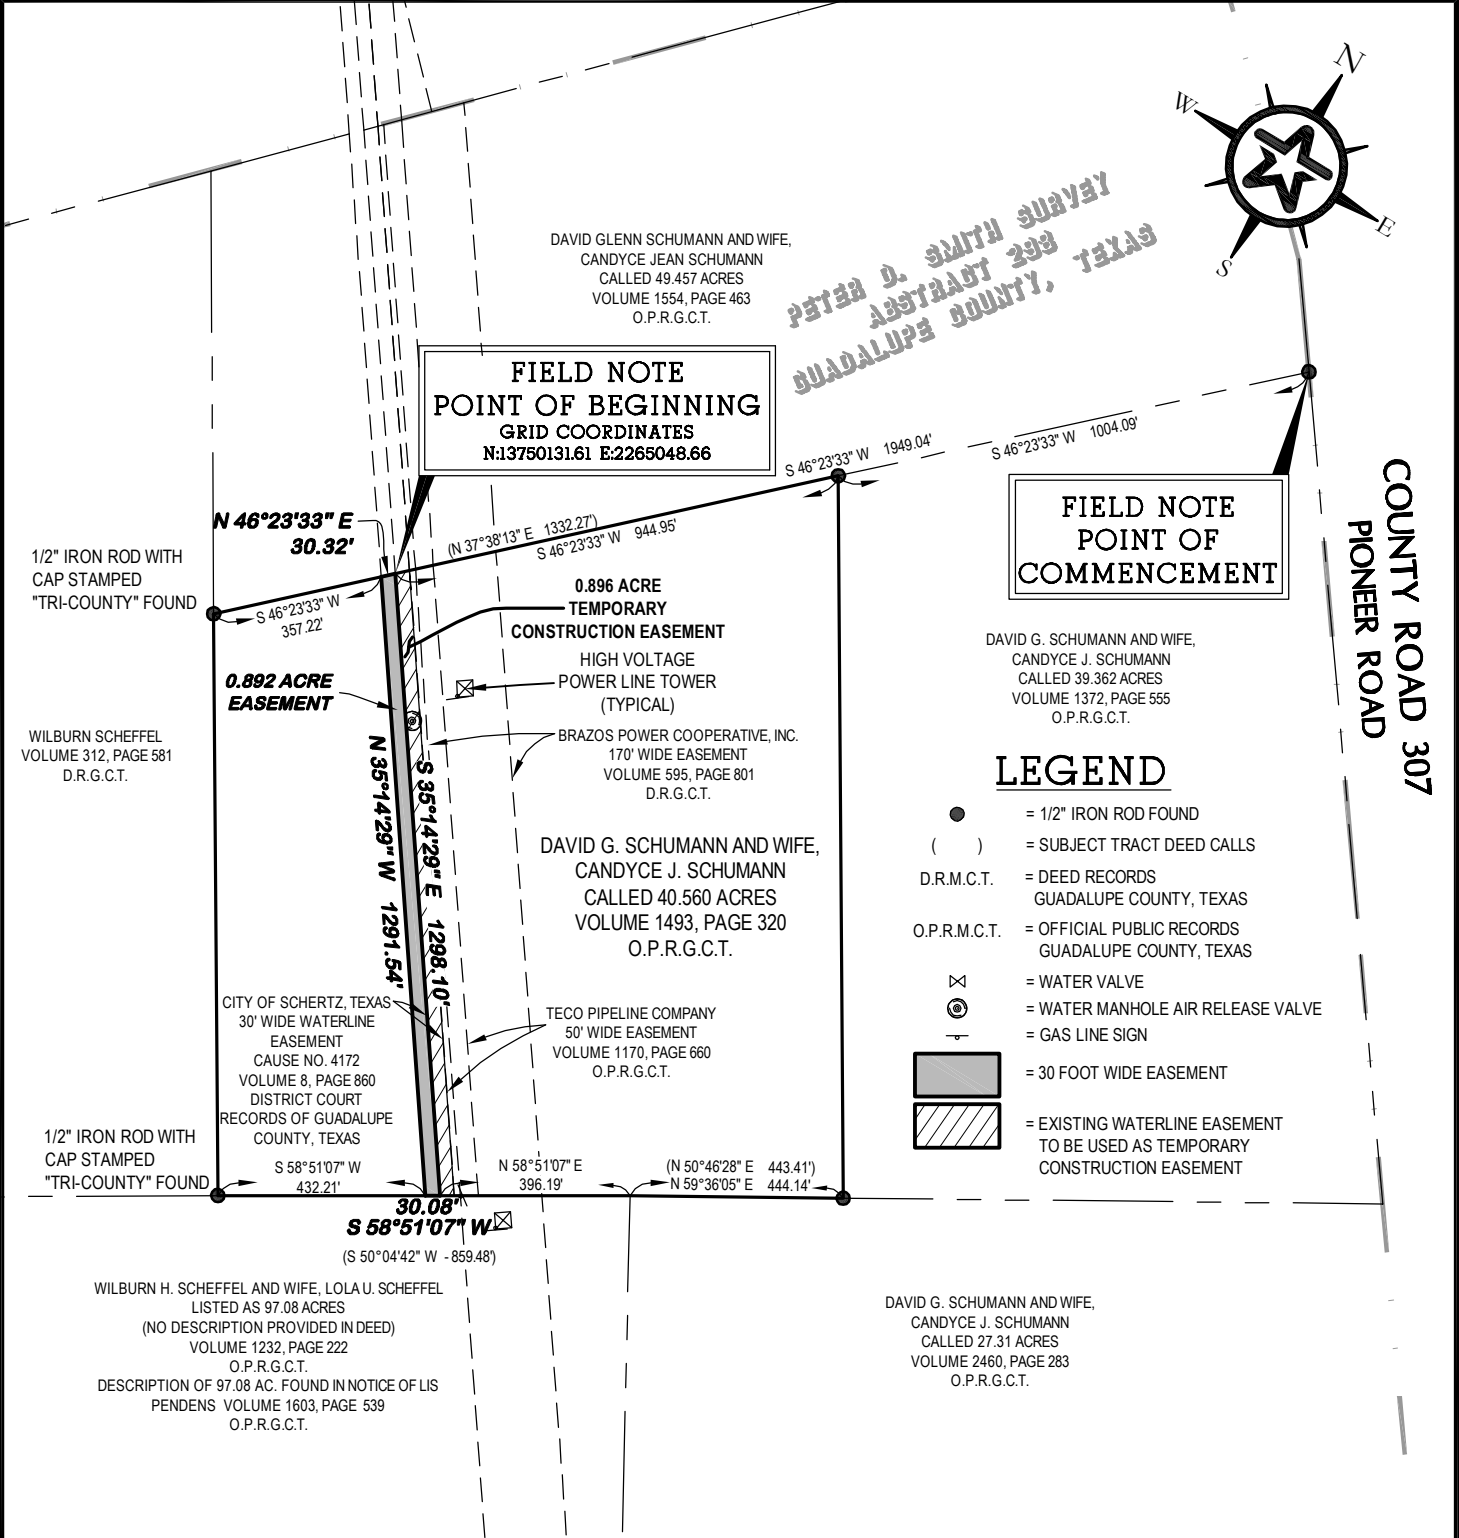 N
W
E
S
PETER D. SMITH SURVEY
ABSTRACT 298
GUADALUPE COUNTY, TEXAS
DAVID GLENN SCHUMANN AND WIFE,
CANDYCE JEAN SCHUMANN
CALLED 49.457 ACRES
VOLUME 1554, PAGE 463
O.P.R.G.C.T.
FIELD NOTE
POINT OF BEGINNING
GRID COORDINATES
N:13750131.61 E:2265048.66
S 46°23'33" W 1949.04'
S 46°23'33" W 1004.09'
FIELD NOTE
POINT OF
COMMENCEMENT
COUNTY ROAD 307
PIONEER ROAD
N 46°23'33" E
30.32'
(N 37°38'13" E 1332.27')
S 46°23'33" W 944.95'
1/2" IRON ROD WITH
CAP STAMPED
"TRI-COUNTY" FOUND
S 46°23'33" W
357.22'
0.896 ACRE
TEMPORARY
CONSTRUCTION EASEMENT
HIGH VOLTAGE
POWER LINE TOWER
(TYPICAL)
0.892 ACRE
EASEMENT
DAVID G. SCHUMANN AND WIFE,
CANDYCE J. SCHUMANN
CALLED 39.362 ACRES
VOLUME 1372, PAGE 555
O.P.R.G.C.T.
WILBURN SCHEFFEL
VOLUME 312, PAGE 581
D.R.G.C.T.
BRAZOS POWER COOPERATIVE, INC.
170' WIDE EASEMENT
VOLUME 595, PAGE 801
D.R.G.C.T.
N 35°14'29" W 1291.54'
S 35°14'29" E 1298.10'
DAVID G. SCHUMANN AND WIFE,
CANDYCE J. SCHUMANN
CALLED 40.560 ACRES
VOLUME 1493, PAGE 320
O.P.R.G.C.T.
LEGEND
= 1/2" IRON ROD FOUND
( ) = SUBJECT TRACT DEED CALLS
D.R.M.C.T. = DEED RECORDS
GUADALUPE COUNTY, TEXAS
O.P.R.M.C.T. = OFFICIAL PUBLIC RECORDS
GUADALUPE COUNTY, TEXAS
= WATER VALVE
= WATER MANHOLE AIR RELEASE VALVE
= GAS LINE SIGN
= 30 FOOT WIDE EASEMENT
= EXISTING WATERLINE EASEMENT
TO BE USED AS TEMPORARY
CONSTRUCTION EASEMENT
CITY OF SCHERTZ, TEXAS
30' WIDE WATERLINE
EASEMENT
CAUSE NO. 4172
VOLUME 8, PAGE 860
DISTRICT COURT
RECORDS OF GUADALUPE
COUNTY, TEXAS
TECO PIPELINE COMPANY
50' WIDE EASEMENT
VOLUME 1170, PAGE 660
O.P.R.G.C.T.
1/2" IRON ROD WITH
CAP STAMPED
"TRI-COUNTY" FOUND
S 58°51'07" W
432.21'
N 58°51'07" E
396.19'
(N 50°46'28" E 443.41')
N 59°36'05" E 444.14'
30.08'
S 58°51'07" W
(S 50°04'42" W - 859.48')
WILBURN H. SCHEFFEL AND WIFE, LOLA U. SCHEFFEL
LISTED AS 97.08 ACRES
(NO DESCRIPTION PROVIDED IN DEED)
VOLUME 1232, PAGE 222
O.P.R.G.C.T.
DESCRIPTION OF 97.08 AC. FOUND IN NOTICE OF LIS
PENDENS VOLUME 1603, PAGE 539
O.P.R.G.C.T.
DAVID G. SCHUMANN AND WIFE,
CANDYCE J. SCHUMANN
CALLED 27.31 ACRES
VOLUME 2460, PAGE 283
O.P.R.G.C.T.